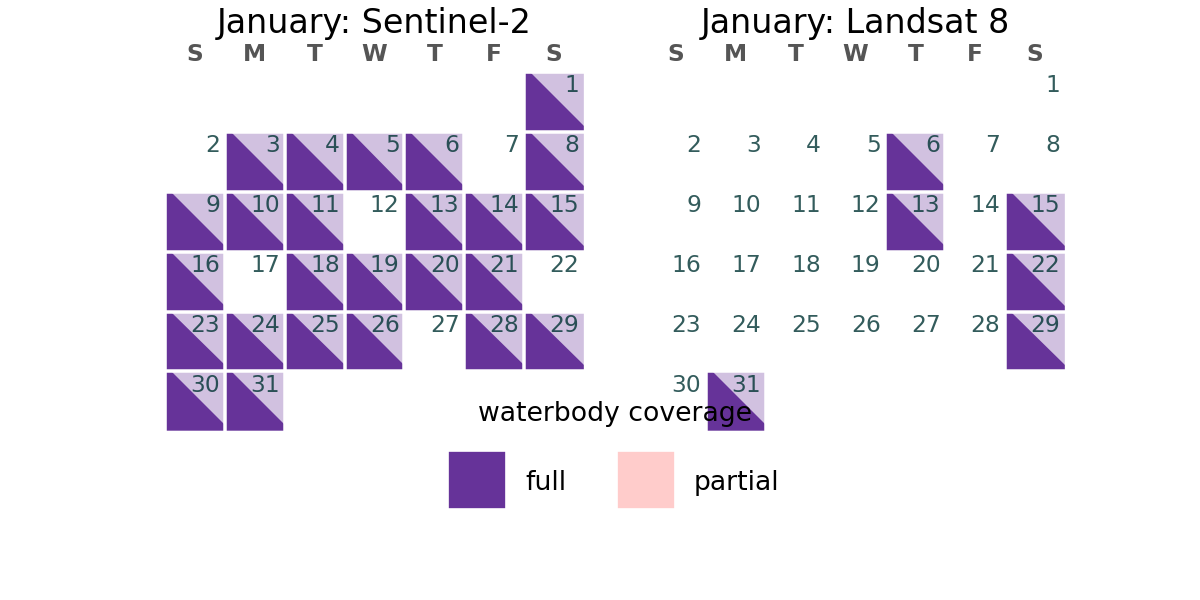 January: Sentinel-2
S M T W T F S
1
2 3 4 5 6 7 8
9 10 11 12 13 14 15
16 17 18 19 20 21 22
23 24 25 26 27 28 29
30 31
January: Landsat 8
S M T W T F S
1
2 3 4 5 6 7 8
9 10 11 12 13 14 15
16 17 18 19 20 21 22
23 24 25 26 27 28 29
30 31
waterbody coverage
full partial